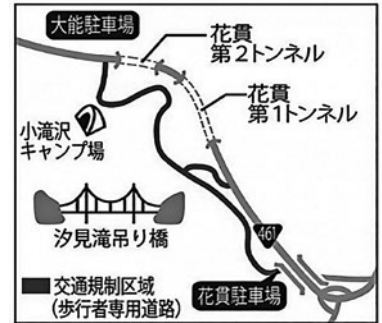 大能駐車場
花貫
第2トンネル
花貫
第1トンネル
小滝沢
キャンプ場
汐見滝吊り橋
461
交通規制区域
(歩行者専用道路)
花貫駐車場